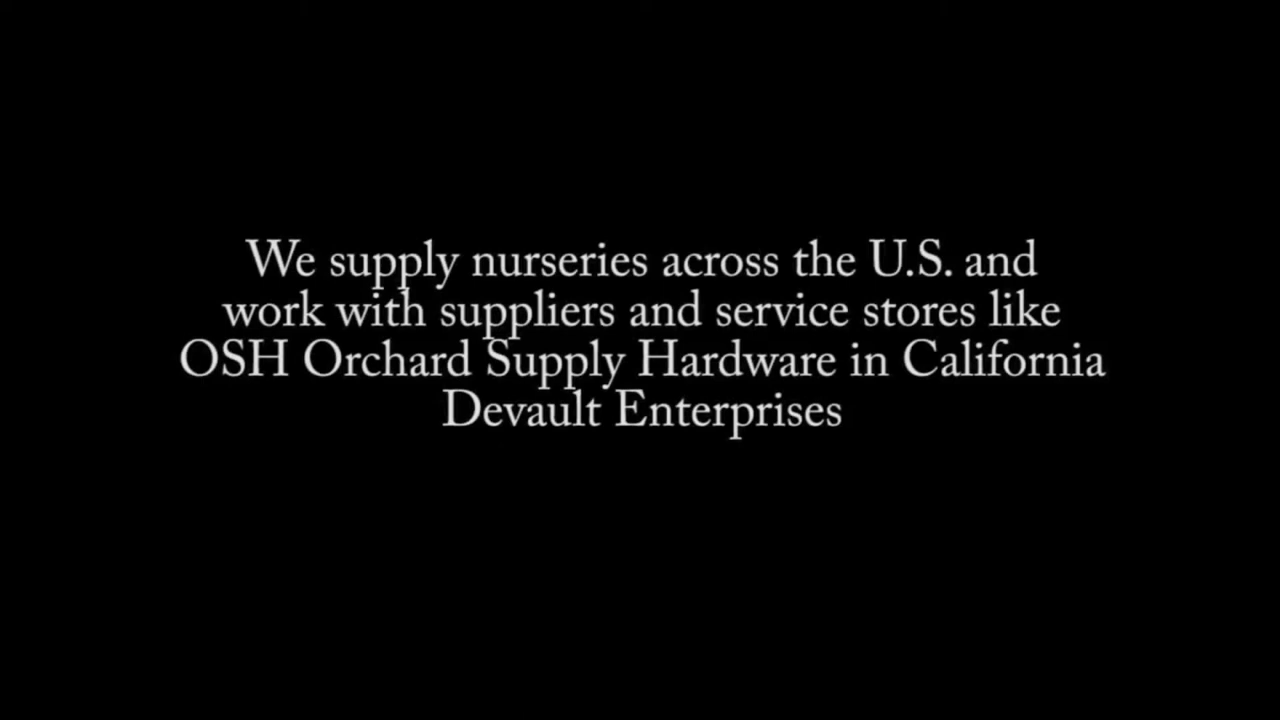 We supply nurseries across the U.S. and
work with suppliers and service stores like
OSH Orchard Supply Hardware in California
Devault Enterprises